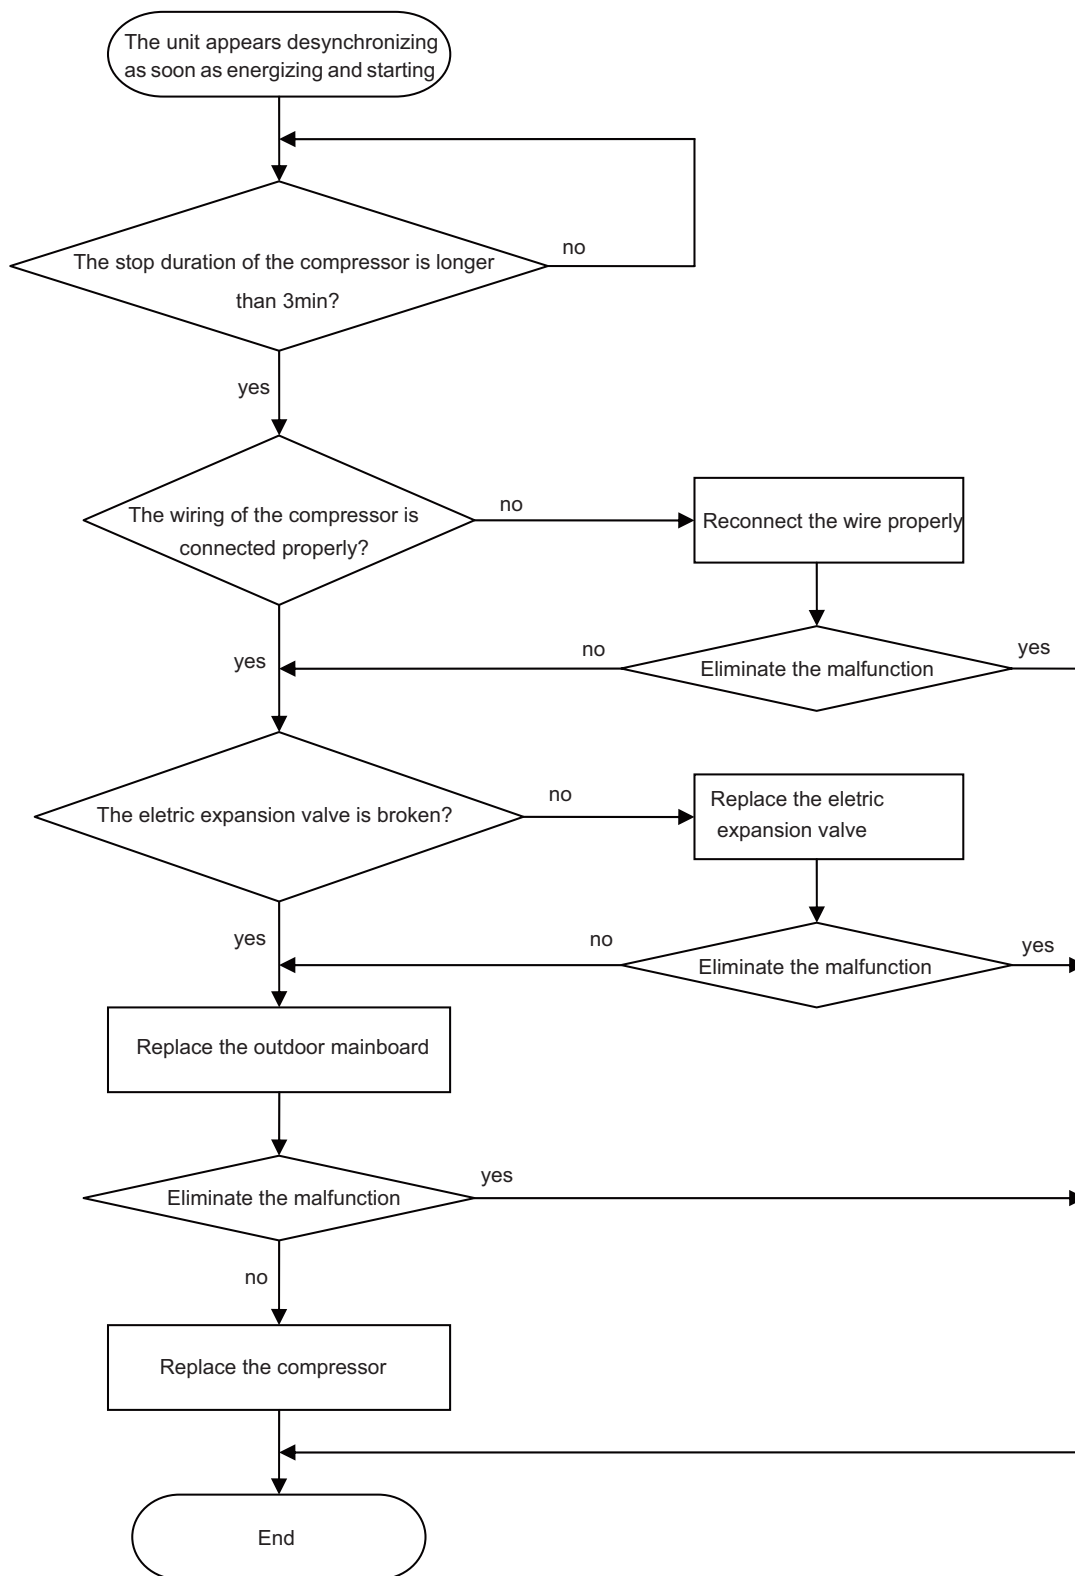 The unit appears desynchronizing
as soon as energizing and starting
no
The stop duration of the compressor is longer
than 3min?
yes
no
The wiring of the compressor is
connected properly?
Reconnect the wire properly
yes
no
yes
Eliminate the malfunction
no
The eletric expansion valve is broken?
Replace the eletric
expansion valve
yes
no
yes
Eliminate the malfunction
Replace the outdoor mainboard
yes
Eliminate the malfunction
no
Replace the compressor
End